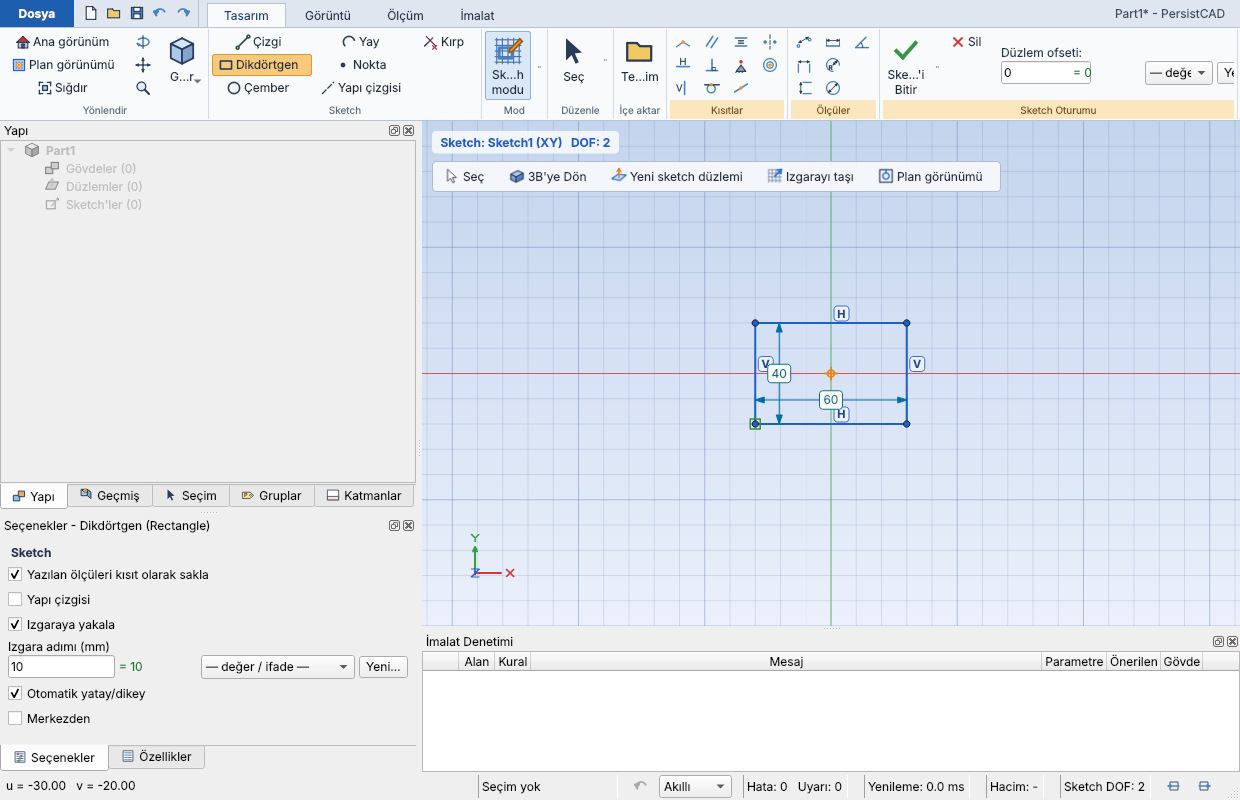 Dosya
Tasarım
Görüntü
Ölçüm
İmalat
Part1* - PersistCAD
Ana görünüm
Plan görünümü
Sığdır
G...r
Yönlendir
Çizgi
Dikdörtgen
Çember
Yay
Nokta
Yapı çizgisi
Kırp
Sketch
Sk...h
modu
Mod
Seç
Düzenle
Te...im
İçe aktar
H
V
Kısıtlar
R
Ölçüler
Ske...'i
Bitir
Sil
Düzlem ofseti:
0
= 0
— değe
Ye
Sketch Oturumu
Yapı
Part1
Gövdeler (0)
Düzlemler (0)
Sketch'ler (0)
Yapı
Geçmiş
Seçim
Gruplar
Katmanlar
Seçenekler - Dikdörtgen (Rectangle)
Sketch
Yazılan ölçüleri kısıt olarak sakla
Yapı çizgisi
Izgaraya yakala
Izgara adımı (mm)
10
= 10
— değer / ifade —
Yeni...
Otomatik yatay/dikey
Merkezden
Seçenekler
Özellikler
Sketch: Sketch1 (XY) DOF: 2
Seç
3B'ye Dön
Yeni sketch düzlemi
Izgarayı taşı
Plan görünümü
H
V
40
V
60
H
Y
Z
X
İmalat Denetimi
Alan
Kural
Mesaj
Parametre
Önerilen
Gövde
u = -30.00 v = -20.00
Seçim yok
Akıllı
Hata: 0
Uyarı: 0
Yenileme: 0.0 ms
Hacim: -
Sketch DOF: 2